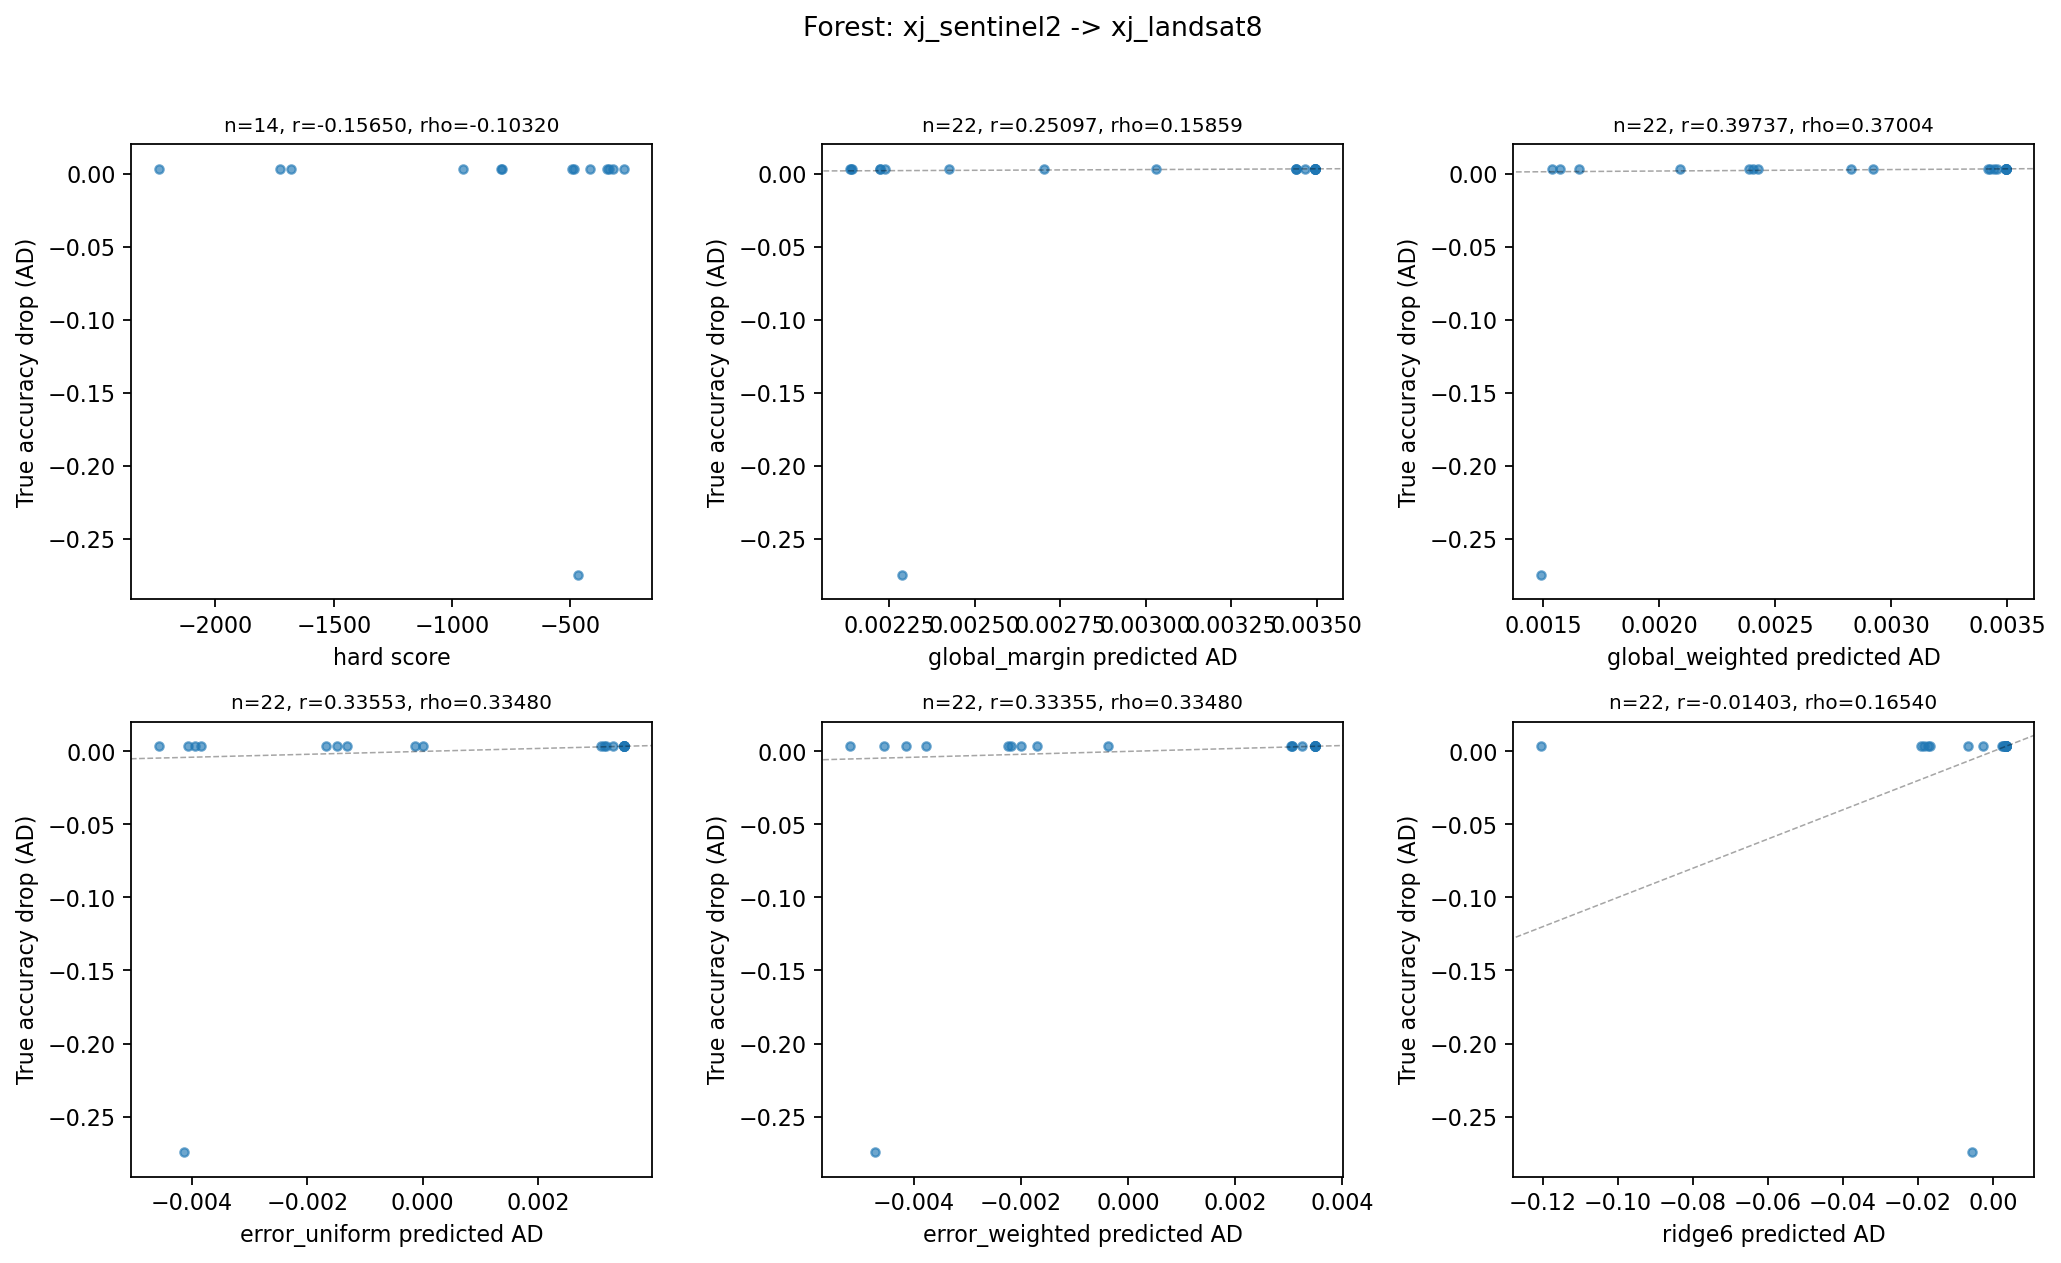 Forest: xj_sentinel2 -> xj_landsat8
n=14, r=-0.15650, rho=-0.10320
n=22, r=0.25097, rho=0.15859
n=22, r=0.39737, rho=0.37004
0.00
−0.05
−0.10
−0.15
−0.20
−0.25
True accuracy drop (AD)
−2000 −1500 −1000 −500
hard score
0.00
−0.05
−0.10
−0.15
−0.20
−0.25
True accuracy drop (AD)
0.00225 0.00250 0.00275 0.00300 0.00325 0.00350
global_margin predicted AD
0.00
−0.05
−0.10
−0.15
−0.20
−0.25
True accuracy drop (AD)
0.0015 0.0020 0.0025 0.0030 0.0035
global_weighted predicted AD
n=22, r=0.33553, rho=0.33480
n=22, r=0.33355, rho=0.33480
n=22, r=-0.01403, rho=0.16540
0.00
−0.05
−0.10
−0.15
−0.20
−0.25
True accuracy drop (AD)
−0.004 −0.002 0.000 0.002
error_uniform predicted AD
0.00
−0.05
−0.10
−0.15
−0.20
−0.25
True accuracy drop (AD)
−0.004 −0.002 0.000 0.002 0.004
error_weighted predicted AD
0.00
−0.05
−0.10
−0.15
−0.20
−0.25
True accuracy drop (AD)
−0.12 −0.10 −0.08 −0.06 −0.04 −0.02 0.00
ridge6 predicted AD